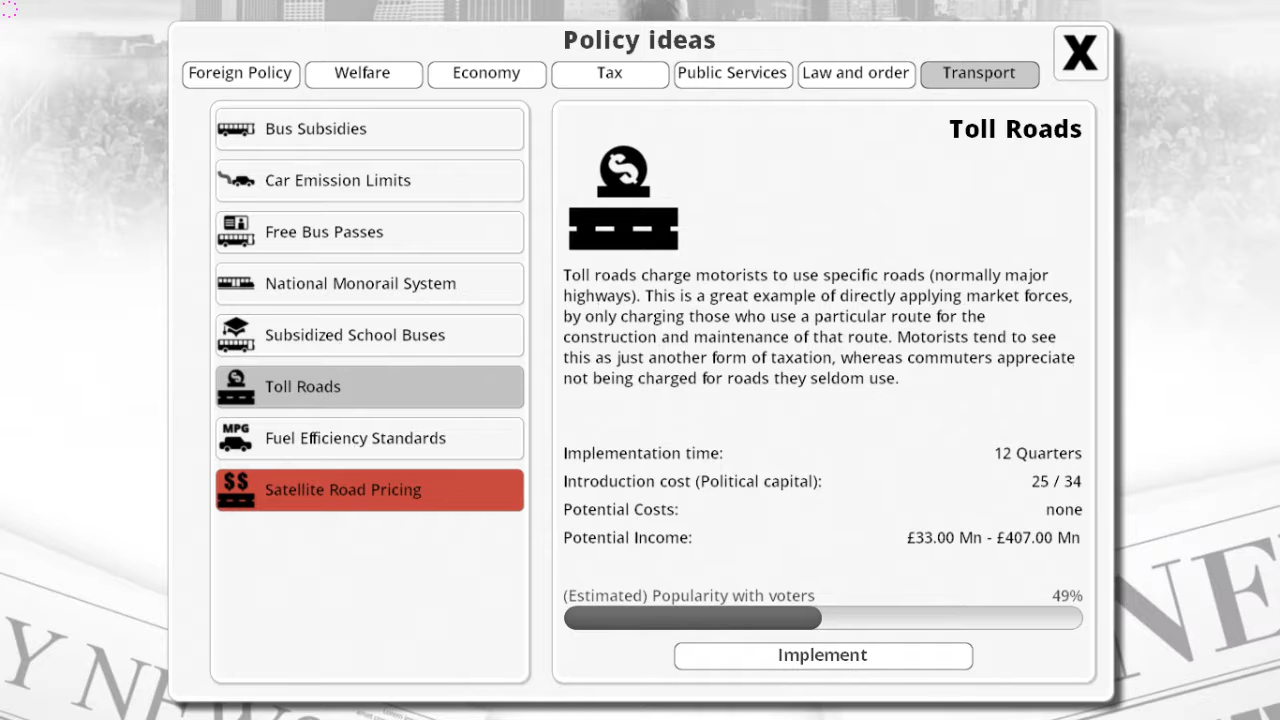 Policy ideas
X
Foreign Policy
Welfare
Economy
Tax
Public Services
Law and order
Transport
Bus Subsidies
Car Emission Limits
Free Bus Passes
National Monorail System
Subsidized School Buses
Toll Roads
MPG
Fuel Efficiency Standards
$$
Satellite Road Pricing
Toll Roads
$
Toll roads charge motorists to use specific roads (normally major
highways). This is a great example of directly applying market forces,
by only charging those who use a particular route for the
construction and maintenance of that route. Motorists tend to see
this as just another form of taxation, whereas commuters appreciate
not being charged for roads they seldom use.
Implementation time: 12 Quarters
Introduction cost (Political capital): 25 / 34
Potential Costs: none
Potential Income: £33.00 Mn - £407.00 Mn
(Estimated) Popularity with voters 49%
Implement
Y NEWS
NE